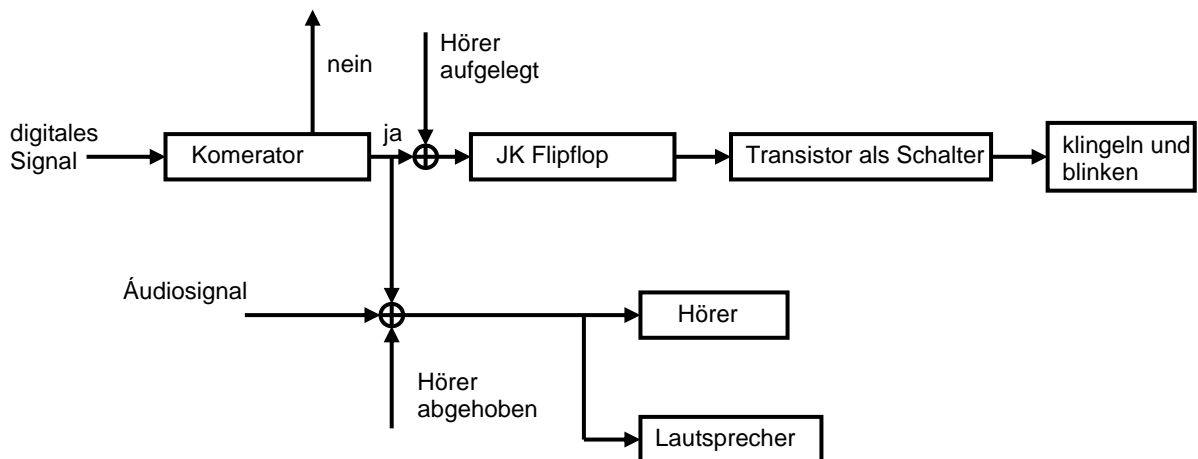 nein
Hörer
aufgelegt
digitales
Signal
Komerator
ja
JK Flipflop
Transistor als Schalter
klingeln und
blinken
Áudiosignal
Hörer
Hörer
abgehoben
Lautsprecher